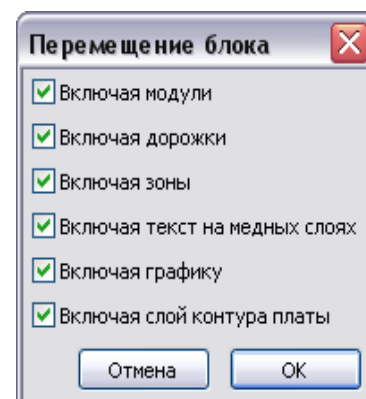 Перемещение блока
Включая модули
Включая дорожки
Включая зоны
Включая текст на медных слоях
Включая графику
Включая слой контура платы
Отмена OK